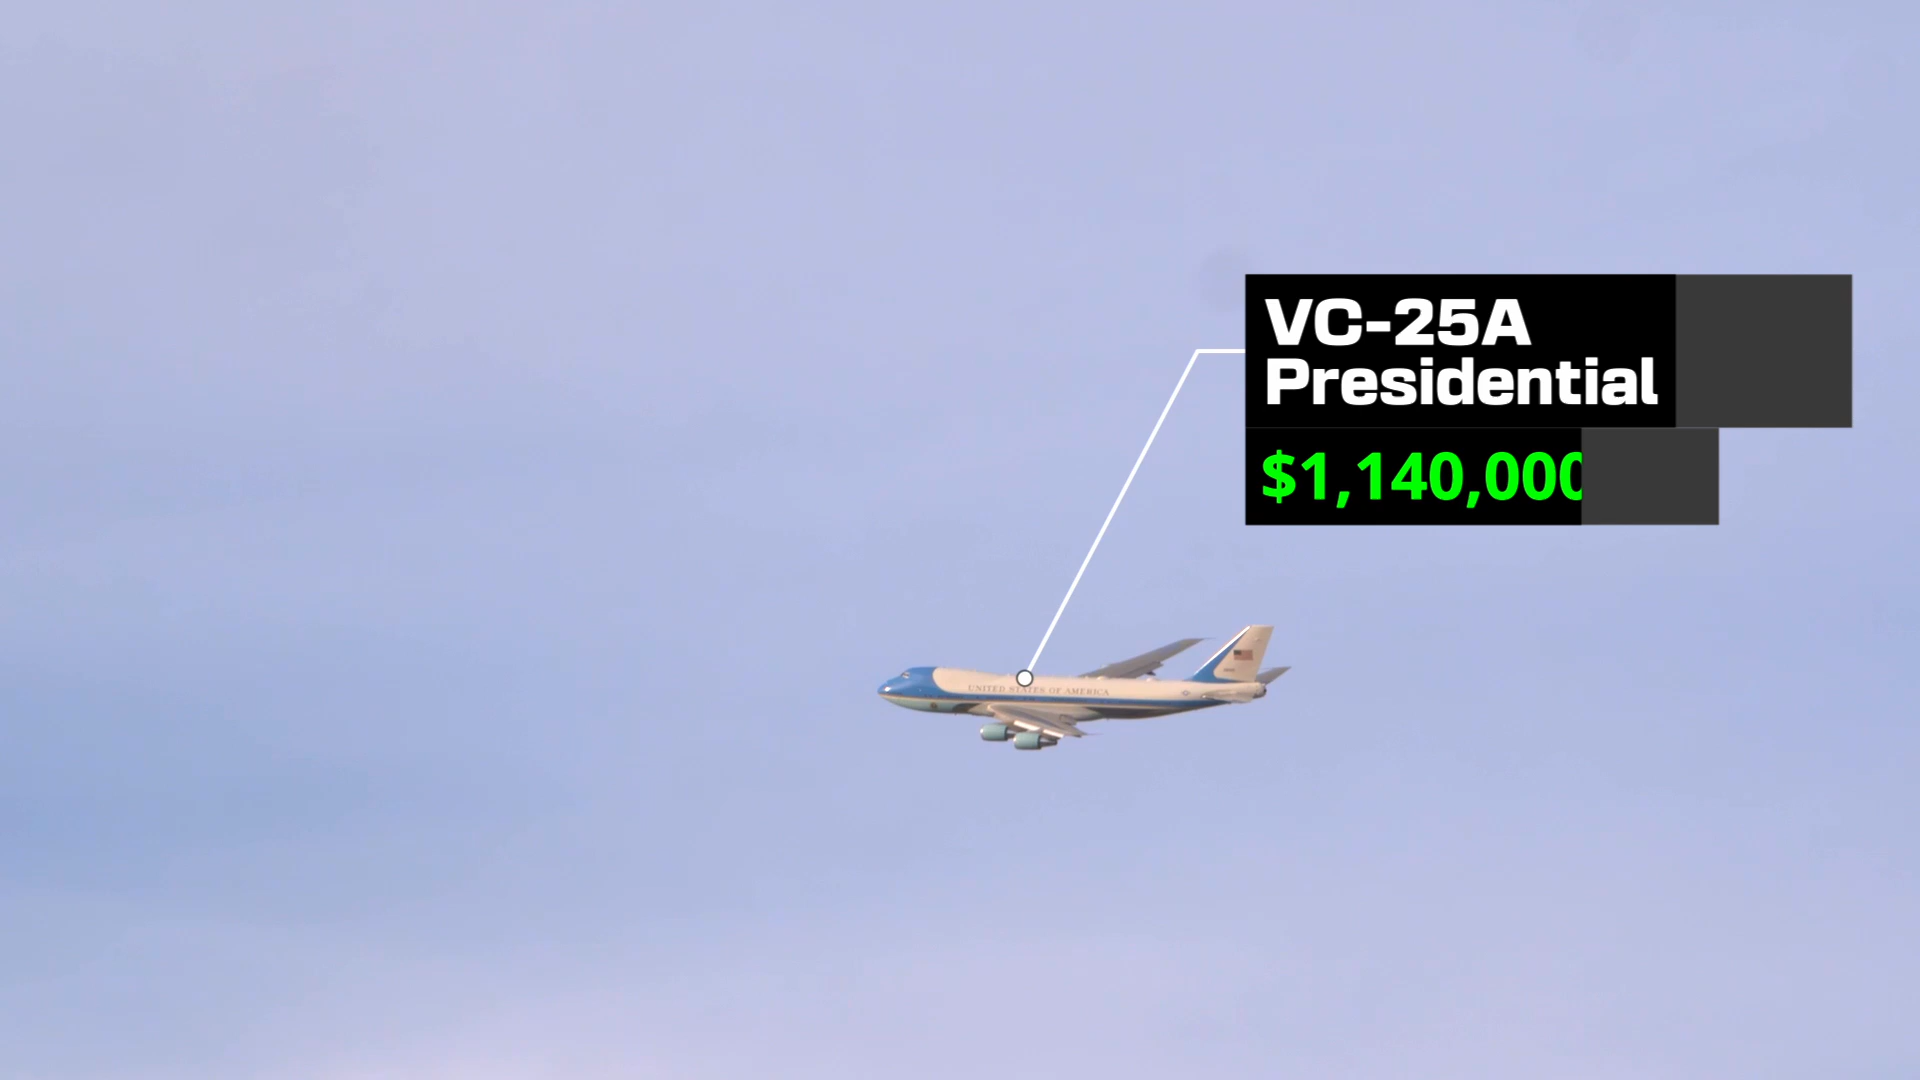 VC-25A
Presidential
$1,140,000
UNITED STATES OF AMERICA